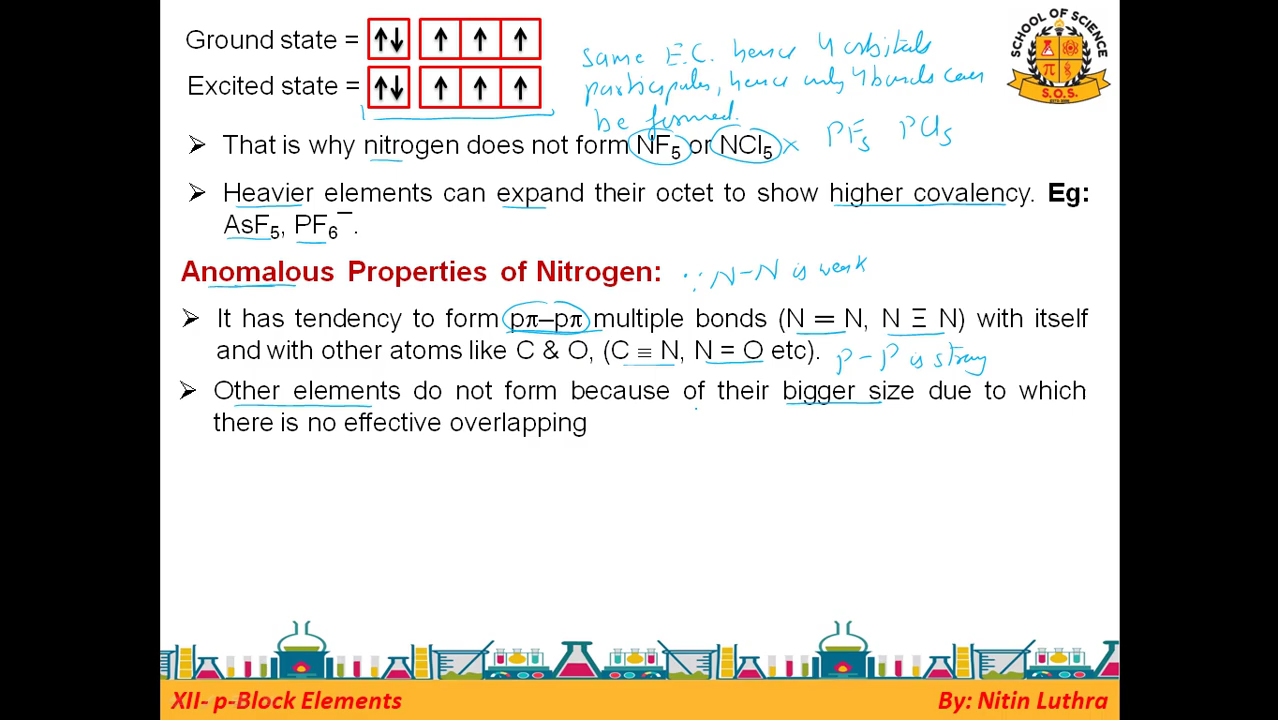 Ground state = ↑↓ ↑ ↑ ↑
Excited state = ↑↓ ↑ ↑ ↑
same E.C. hence 4 orbitals
participates, hence only 4 bonds can
be formed.
SCHOOL OF SCIENCE
π
S.O.S.
➢ That is why nitrogen does not form NF₅ or NCl₅ × PF₅ PCl₅
➢ Heavier elements can expand their octet to show higher covalency. Eg:
AsF₅, PF₆⁻.
Anomalous Properties of Nitrogen: ∵ N–N is weak
➢ It has tendency to form pπ–pπ multiple bonds (N = N, N Ξ N) with itself
and with other atoms like C & O, (C ≡ N, N = O etc). P–P is strong
➢ Other elements do not form because of their bigger size due to which
there is no effective overlapping
XII- p-Block Elements
By: Nitin Luthra